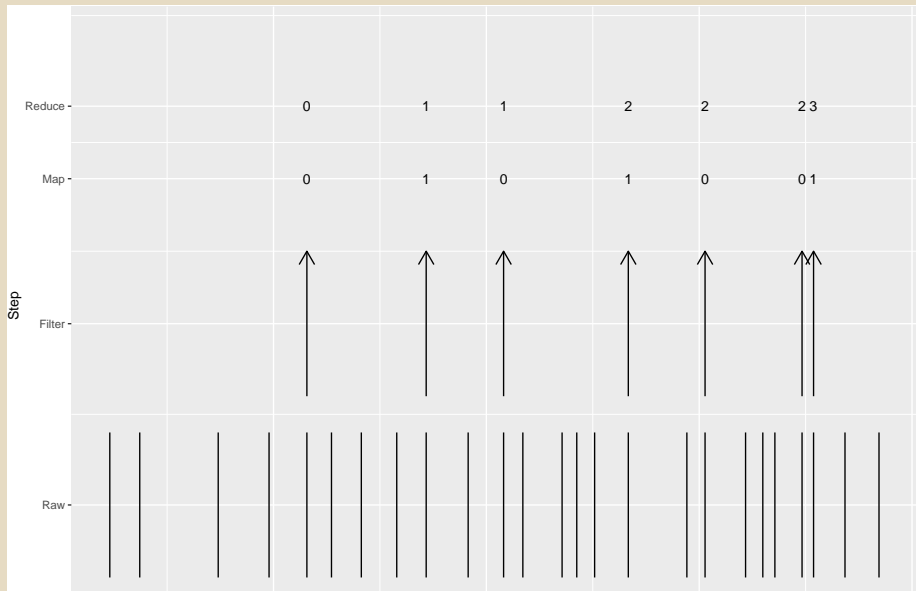 Reduce 0 1 1 2 2 2 3
Map 0 1 0 1 0 0 1
Step
Filter
Raw